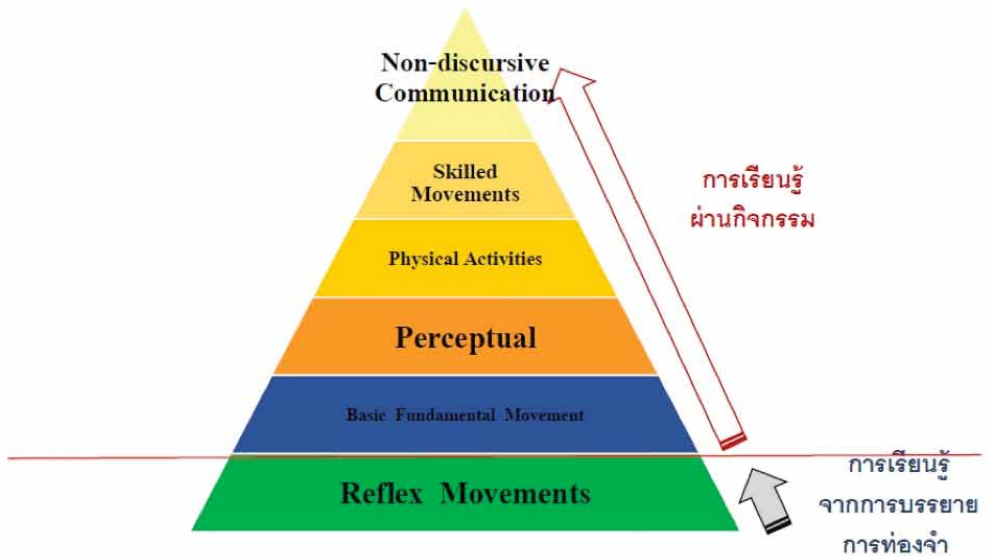 Non-discursive
Communication
Skilled
Movements
Physical Activities
Perceptual
Basic Fundamental Movement
Reflex Movements
การเรียนรู้
ผ่านกิจกรรม
การเรียนรู้
จากการบรรยาย
การท่องจำ